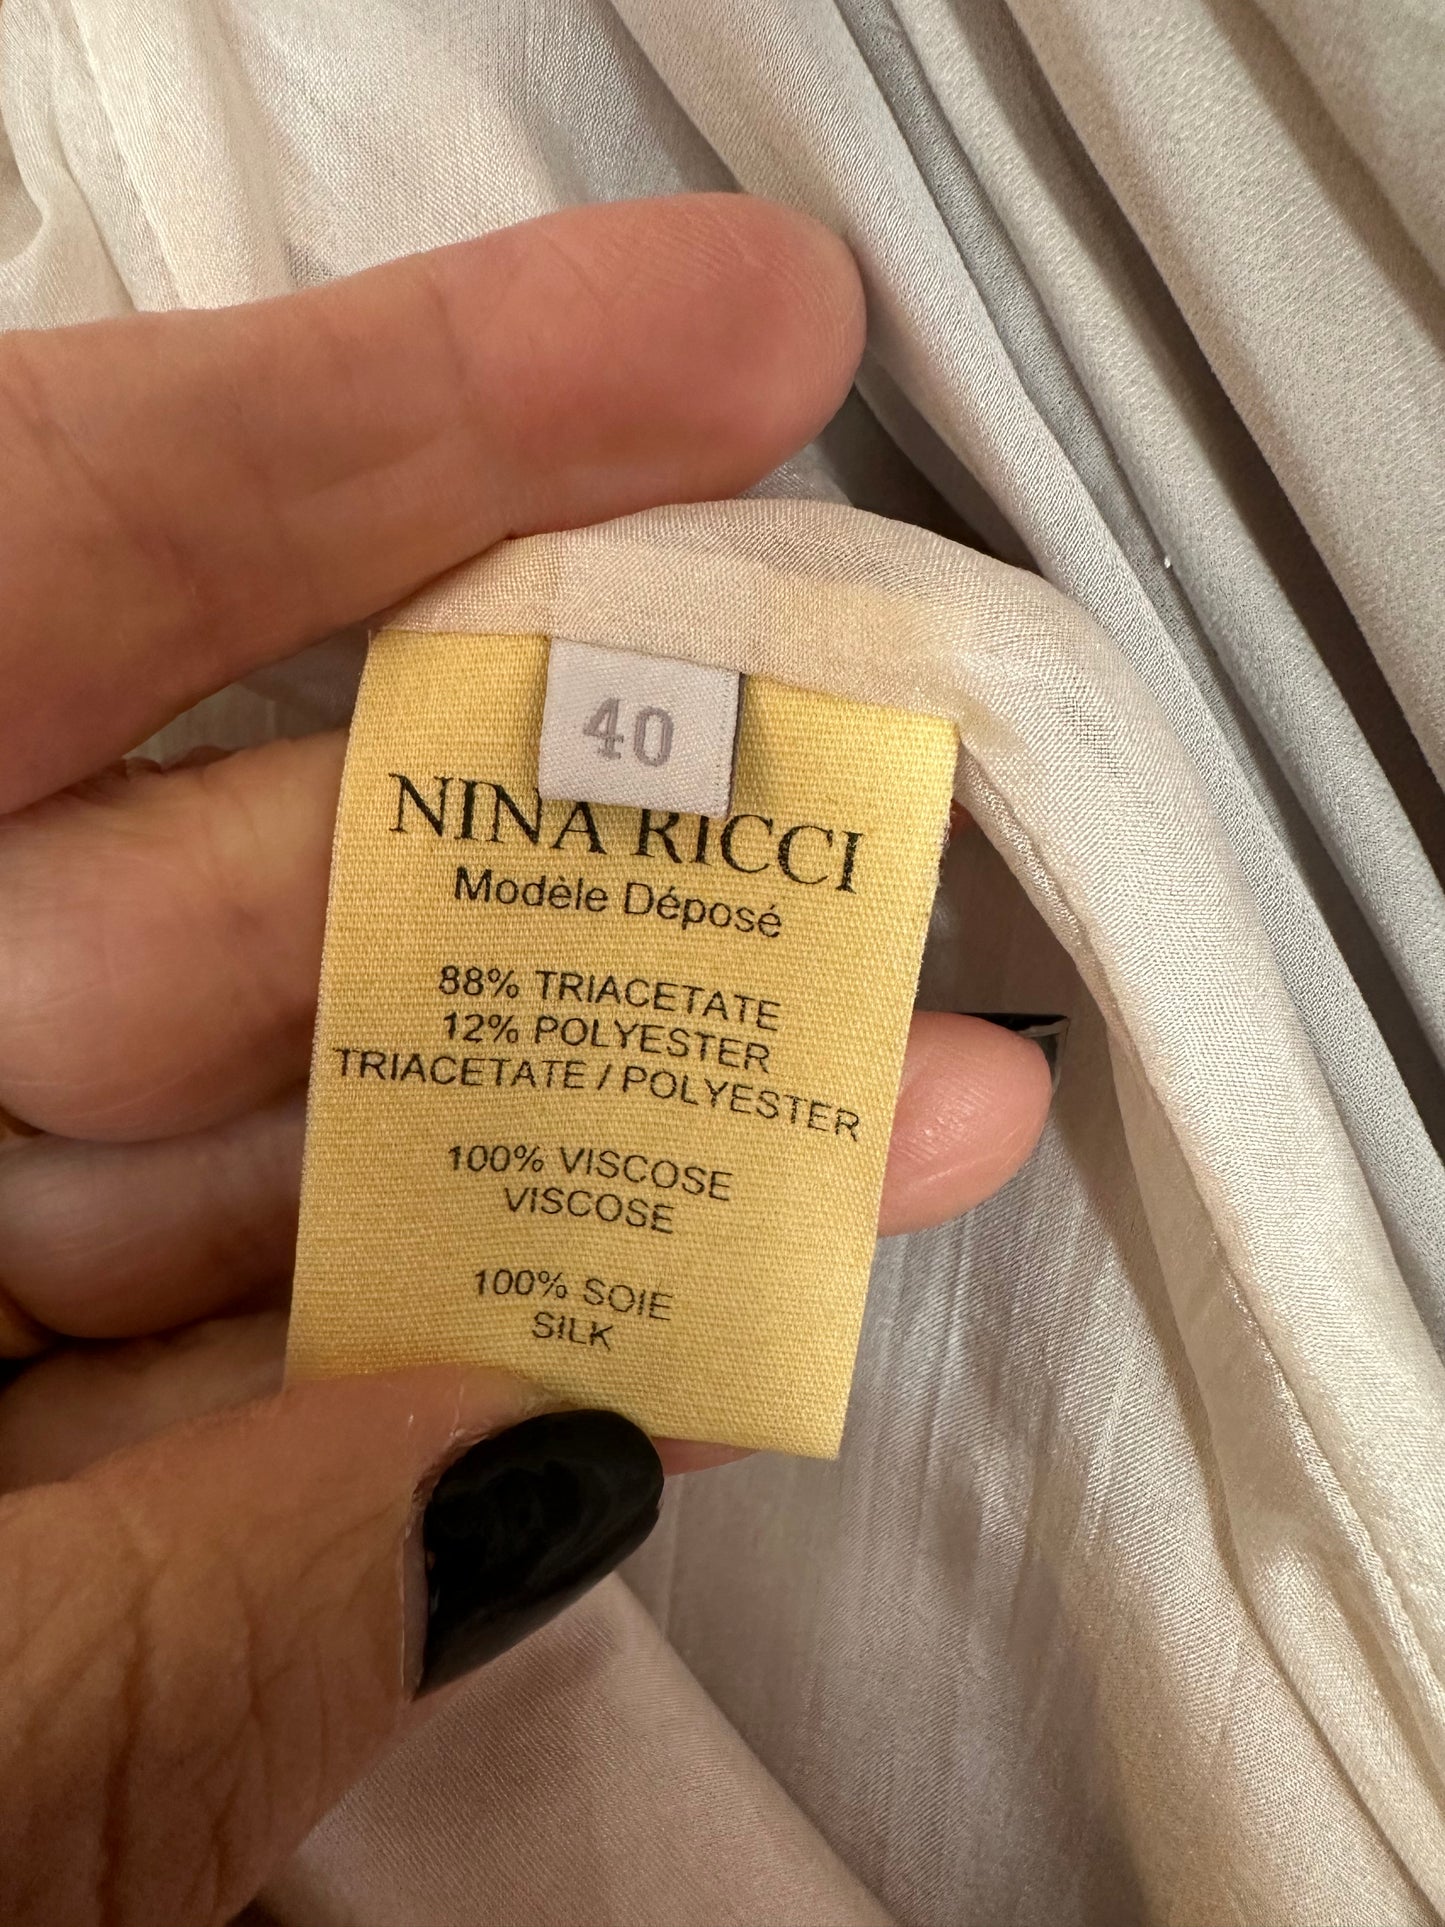 40
NINA RICCI
Modèle Déposé
88% TRIACETATE
12% POLYESTER
TRIACETATE / POLYESTER
100% VISCOSE
VISCOSE
100% SOIE
SILK